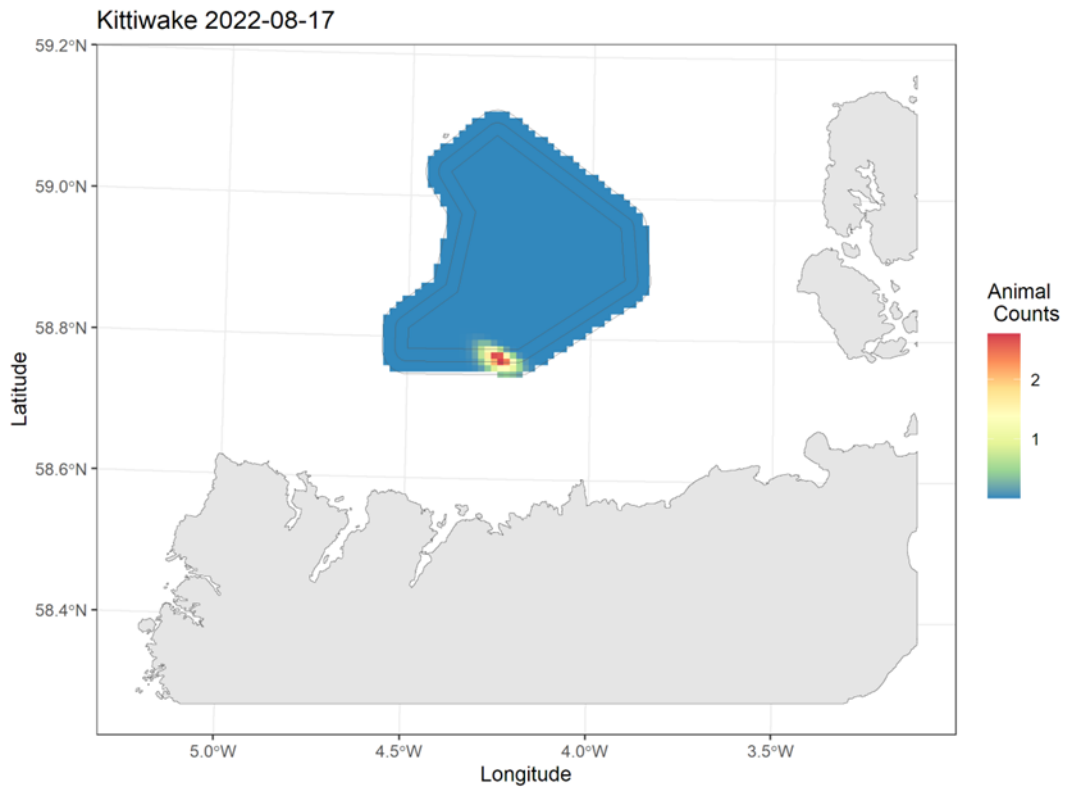 Kittiwake 2022-08-17
59.2°N
59.0°N
58.8°N
58.6°N
58.4°N
Latitude
5.0°W
4.5°W
4.0°W
3.5°W
Longitude
Animal
Counts
2
1